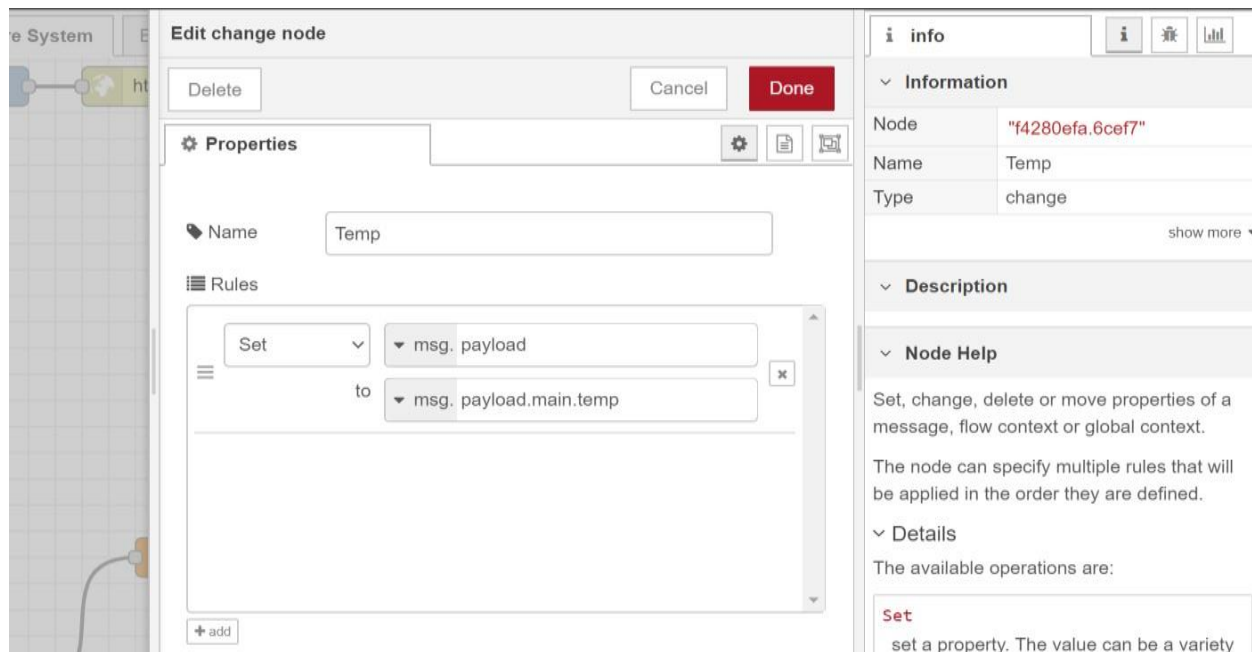 e System
E
ht
Edit change node
Delete
Cancel
Done
Properties
Name
Temp
Rules
Set
msg. payload
to
msg. payload.main.temp
+ add
i info
i
Information
Node "f4280efa.6cef7"
Name Temp
Type change
show more
Description
Node Help
Set, change, delete or move properties of a
message, flow context or global context.
The node can specify multiple rules that will
be applied in the order they are defined.
Details
The available operations are:
Set
set a property. The value can be a variety